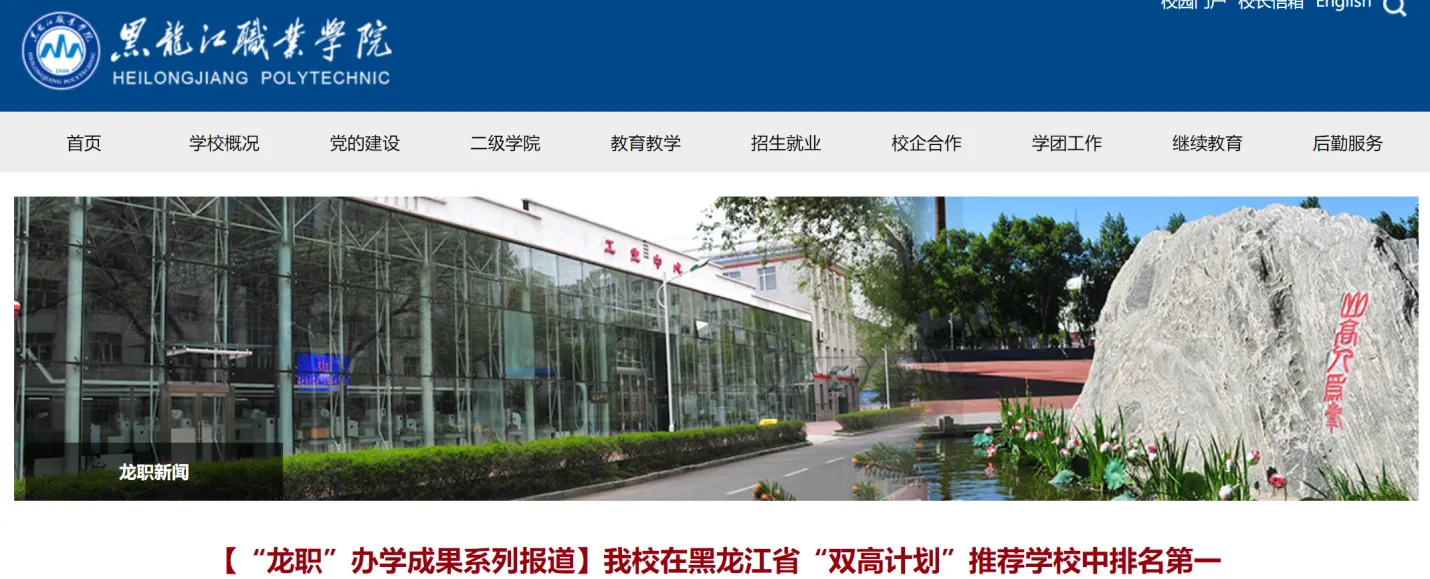 校园门户 校长信箱 English
黑龍江職業學院
HEILONGJIANG POLYTECHNIC
首页 学校概况 党的建设 二级学院 教育教学 招生就业 校企合作 学团工作 继续教育 后勤服务
工业中心
山高人為峯
龙职新闻
【“龙职”办学成果系列报道】我校在黑龙江省“双高计划”推荐学校中排名第一